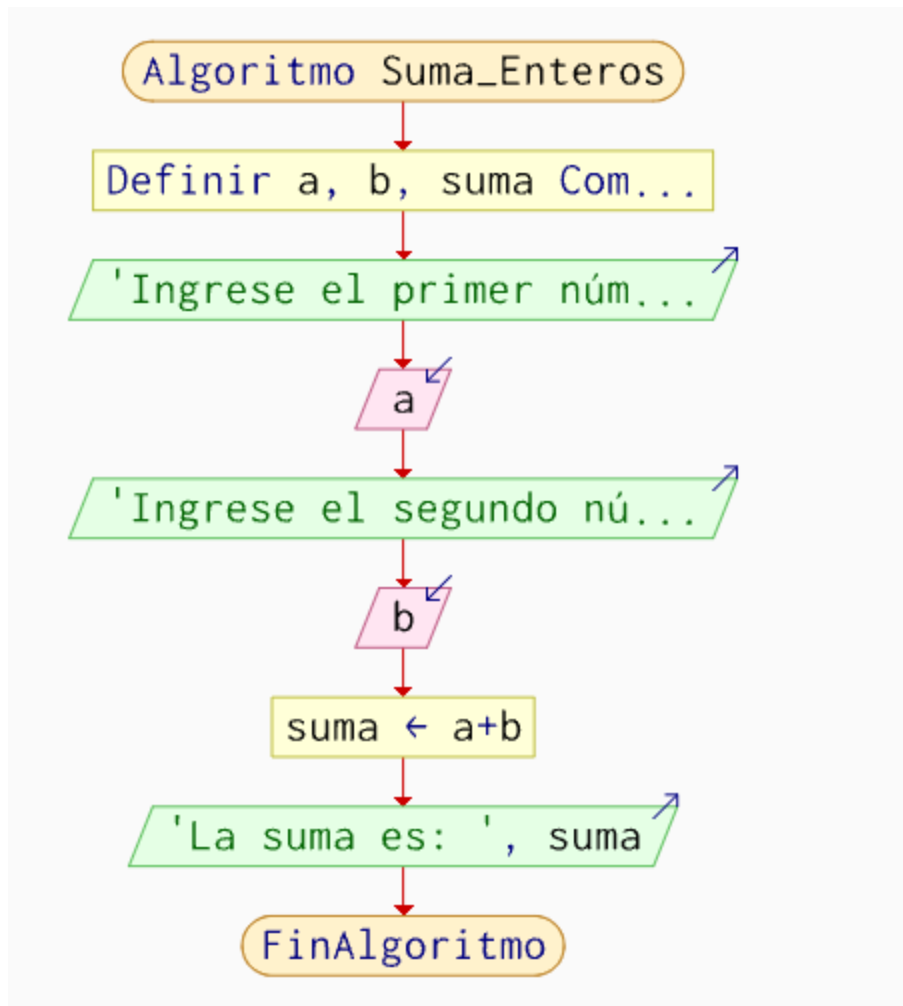 Algoritmo Suma_Enteros
Definir a, b, suma Com...
'Ingrese el primer núm...
a
'Ingrese el segundo nú...
b
suma ← a+b
'La suma es: ', suma
FinAlgoritmo